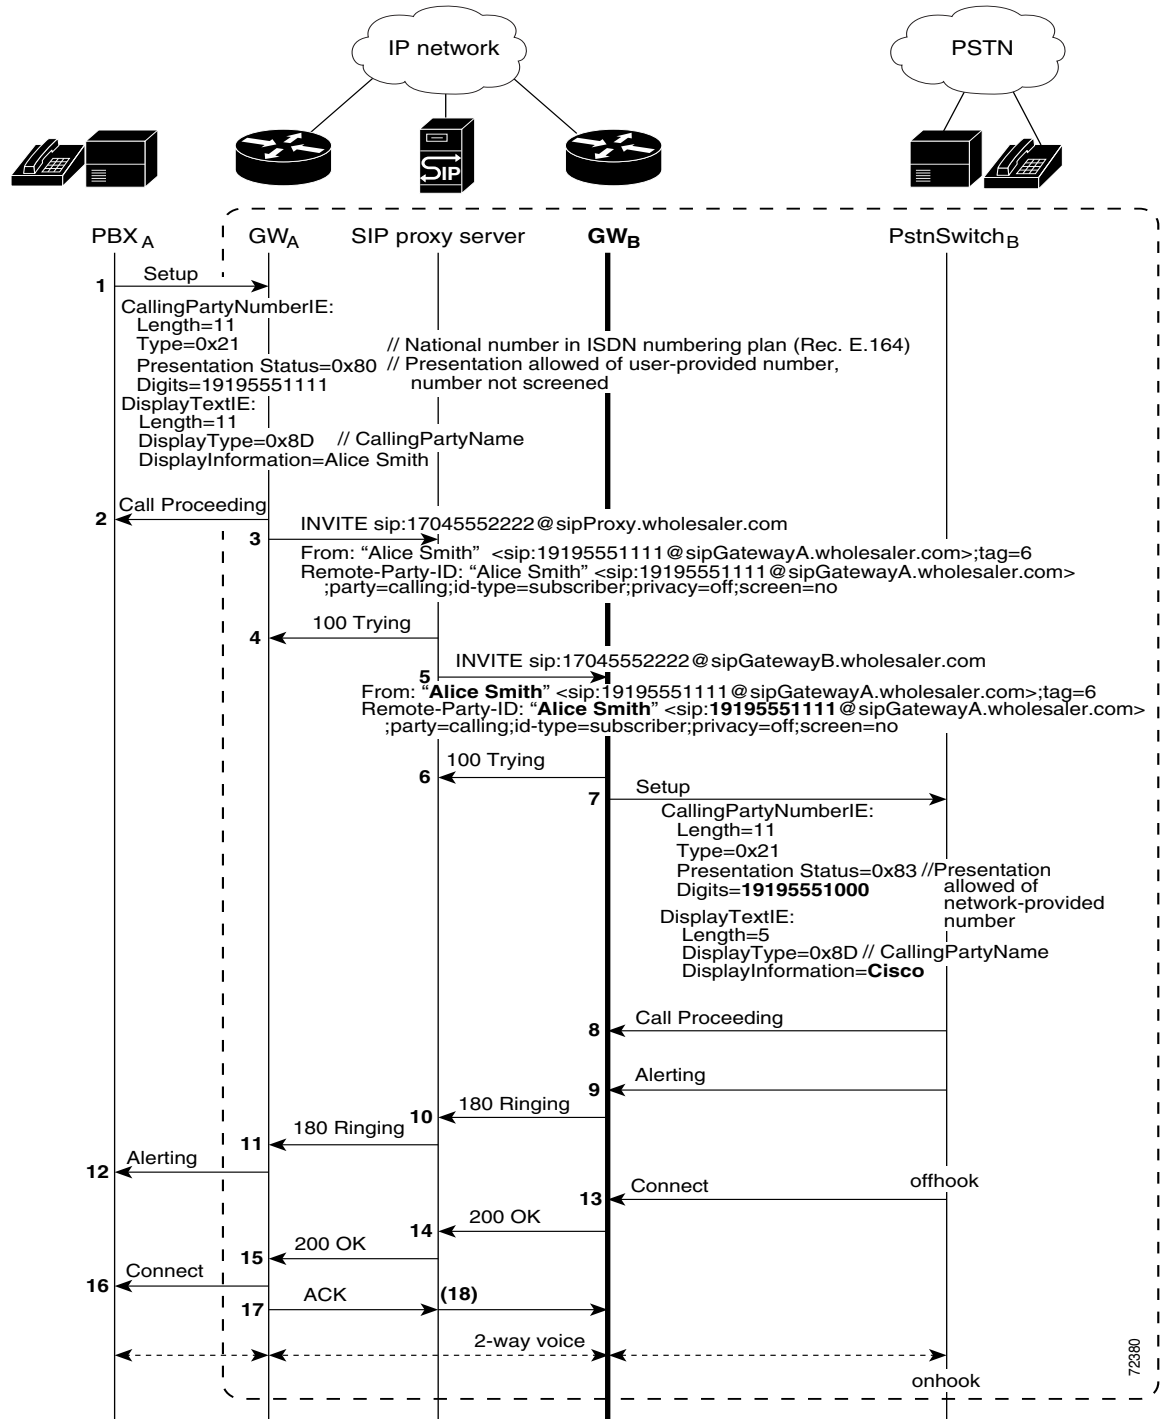 IP network
PSTN
SIP
PBX A
GW A
SIP proxy server
GW B
PstnSwitch B
1
Setup
CallingPartyNumberIE:
Length=11
Type=0x21 // National number in ISDN numbering plan (Rec. E.164)
Presentation Status=0x80 // Presentation allowed of user-provided number,
number not screened
Digits=19195551111
DisplayTextIE:
Length=11
DisplayType=0x8D // CallingPartyName
DisplayInformation=Alice Smith
2
Call Proceeding
3
INVITE sip:17045552222@sipProxy.wholesaler.com
From: “Alice Smith” <sip:19195551111@sipGatewayA.wholesaler.com>;tag=6
Remote-Party-ID: “Alice Smith” <sip:19195551111@sipGatewayA.wholesaler.com>
;party=calling;id-type=subscriber;privacy=off;screen=no
4
100 Trying
5
INVITE sip:17045552222@sipGatewayB.wholesaler.com
From: “Alice Smith” <sip:19195551111@sipGatewayA.wholesaler.com>;tag=6
Remote-Party-ID: “Alice Smith” <sip:19195551111@sipGatewayA.wholesaler.com>
;party=calling;id-type=subscriber;privacy=off;screen=no
6
100 Trying
7
Setup
CallingPartyNumberIE:
Length=11
Type=0x21
Presentation Status=0x83 //Presentation
allowed of
network-provided
number
Digits=19195551000
DisplayTextIE:
Length=5
DisplayType=0x8D // CallingPartyName
DisplayInformation=Cisco
8
Call Proceeding
9
Alerting
10
180 Ringing
11
180 Ringing
12
Alerting
13
Connect
offhook
14
200 OK
15
200 OK
16
Connect
17
ACK
(18)
2-way voice
onhook
72380